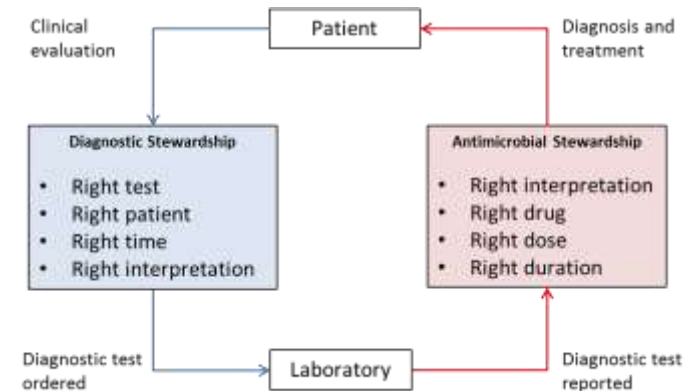 Clinical
evaluation
Patient
Diagnosis and
treatment
Diagnostic Stewardship
• Right test
• Right patient
• Right time
• Right interpretation
Antimicrobial Stewardship
• Right interpretation
• Right drug
• Right dose
• Right duration
Diagnostic test
ordered
Laboratory
Diagnostic test
reported